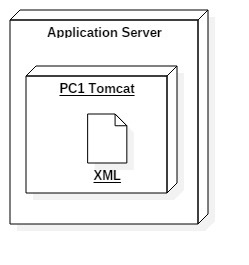 Application Server
PC1 Tomcat
XML